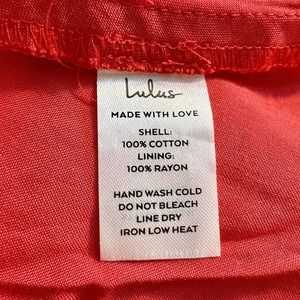 Lulus
MADE WITH LOVE
SHELL:
100% COTTON
LINING:
100% RAYON
HAND WASH COLD
DO NOT BLEACH
LINE DRY
IRON LOW HEAT